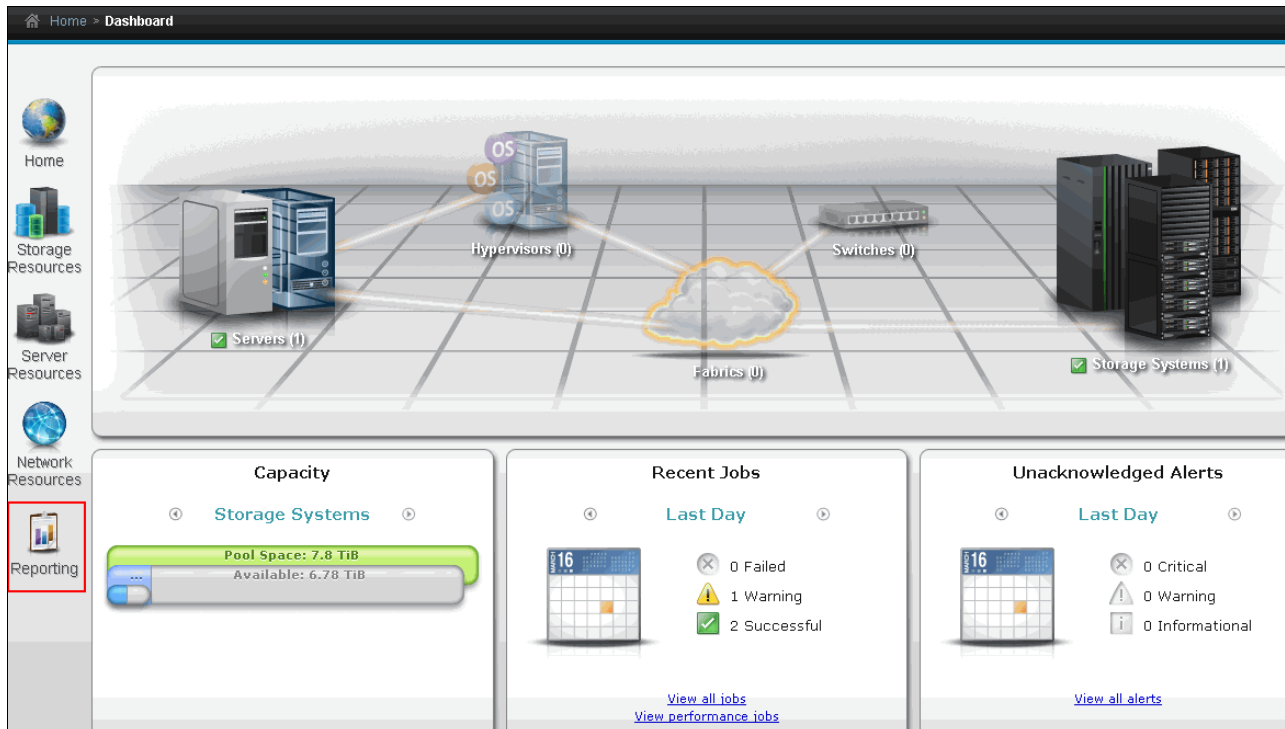 Home > Dashboard
Home
Storage
Resources
Server
Resources
Network
Resources
Reporting
OS
OS
OS
Hypervisors (0)
Switches (0)
Servers (1)
Fabrics (0)
Storage Systems (1)
Capacity
Storage Systems
Pool Space: 7.8 TiB
...
Available: 6.78 TiB
Recent Jobs
Last Day
MARCH
16
0 Failed
1 Warning
2 Successful
View all jobs
View performance jobs
Unacknowledged Alerts
Last Day
MARCH
16
0 Critical
0 Warning
0 Informational
View all alerts